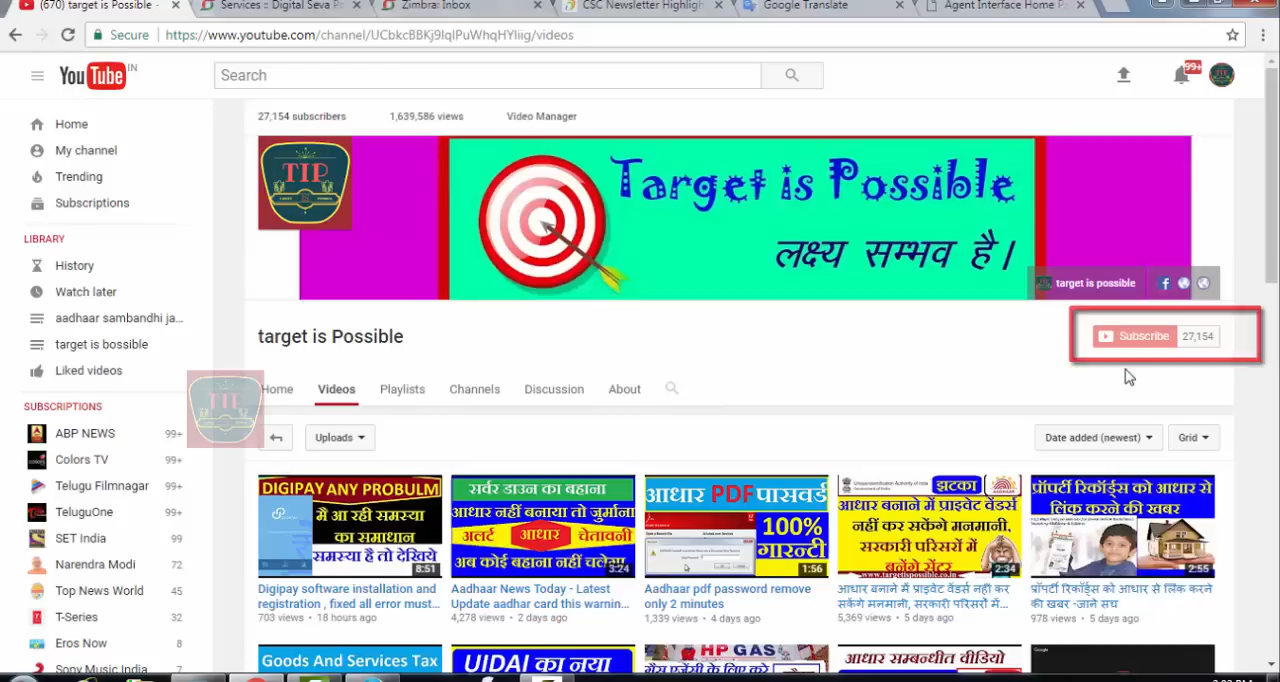 (670) target is Possible -
Services :: Digital Seva P
Zimbra: Inbox
CSC Newsletter Highligh
Google Translate
Agent Interface Home P
Secure https://www.youtube.com/channel/UCbkcBBKj9IqlPuWhqHYliig/videos
YouTube IN
Search
99+
27,154 subscribers 1,639,586 views Video Manager
TIP
Target is Possible
लक्ष्य सम्भव है।
target is possible
target is Possible
Subscribe 27,154
Home Videos Playlists Channels Discussion About
Uploads
Date added (newest) Grid
Home
My channel
Trending
Subscriptions
LIBRARY
History
Watch later
aadhaar sambandhi ja...
target is bossible
Liked videos
SUBSCRIPTIONS
ABP NEWS 99+
Colors TV 99+
Telugu Filmnagar 99+
TeluguOne 99+
SET India 99
Narendra Modi 72
Top News World 45
T-Series 32
Eros Now 8
Sony Music India 7
DIGIPAY ANY PROBULM
में आ रही समस्या
का समाधान
समस्या है तो देखिये
8:51
Digipay software installation and
registration , fixed all error must...
703 views • 18 hours ago
सर्वर डाउन का बहाना
आधार नहीं बनाया तो जुर्माना
अलर्ट आधार चेतावनी
अब कोई बहाना नहीं चलेगा
3:24
Aadhaar News Today - Latest
Update aadhar card this warnin...
4,278 views • 2 days ago
आधार PDF पासवर्ड
100%
गारन्टी
1:56
Aadhaar pdf password remove
only 2 minutes
1,339 views • 4 days ago
झटका
आधार बनाने में प्राइवेट वेंडर्स
नहीं कर सकेंगे मनमानी,
सरकारी परिसरों में
बनेंगे सेंटर
www.targetispossible.co.in
2:34
आधार बनाने में प्राइवेट वेंडर्स नहीं कर
सकेंगे मनमानी, सरकारी परिसरों में...
5,369 views • 5 days ago
प्रॉपर्टी रिकॉर्ड्स को आधार से
लिंक करने की खबर
2:55
प्रॉपर्टी रिकॉर्ड्स को आधार से लिंक करने
की खबर -जाने सच
978 views • 5 days ago
Goods And Services Tax
UIDAI का नया
HP GAS
गैस एजेंसी के लिए करे
आधार सम्बन्धीत वीडियो
Google